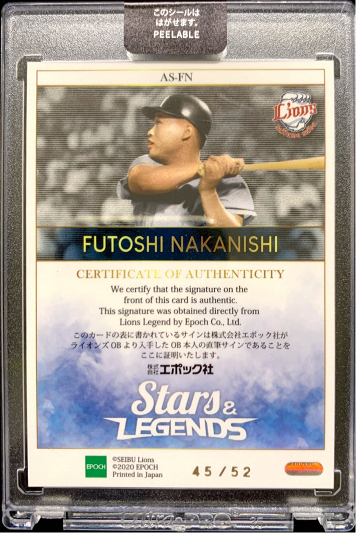 このシールは
はがせます。
PEELABLE
AS-FN
Lions
FUTOSHI NAKANISHI
CERTIFICATE OF AUTHENTICITY
We certify that the signature on the
front of this card is authentic.
This signature was obtained directly from
Lions Legend by Epoch Co., Ltd.
このカードの表に書かれているサインは株式会社エポック社が
ライオンズOBより入手したOB本人の直筆サインであることを
ここに証明いたします。
株式会社エポック社
Stars &
LEGENDS
EPOCH
©SEIBU Lions
©2020 EPOCH
Printed in Japan
45/52